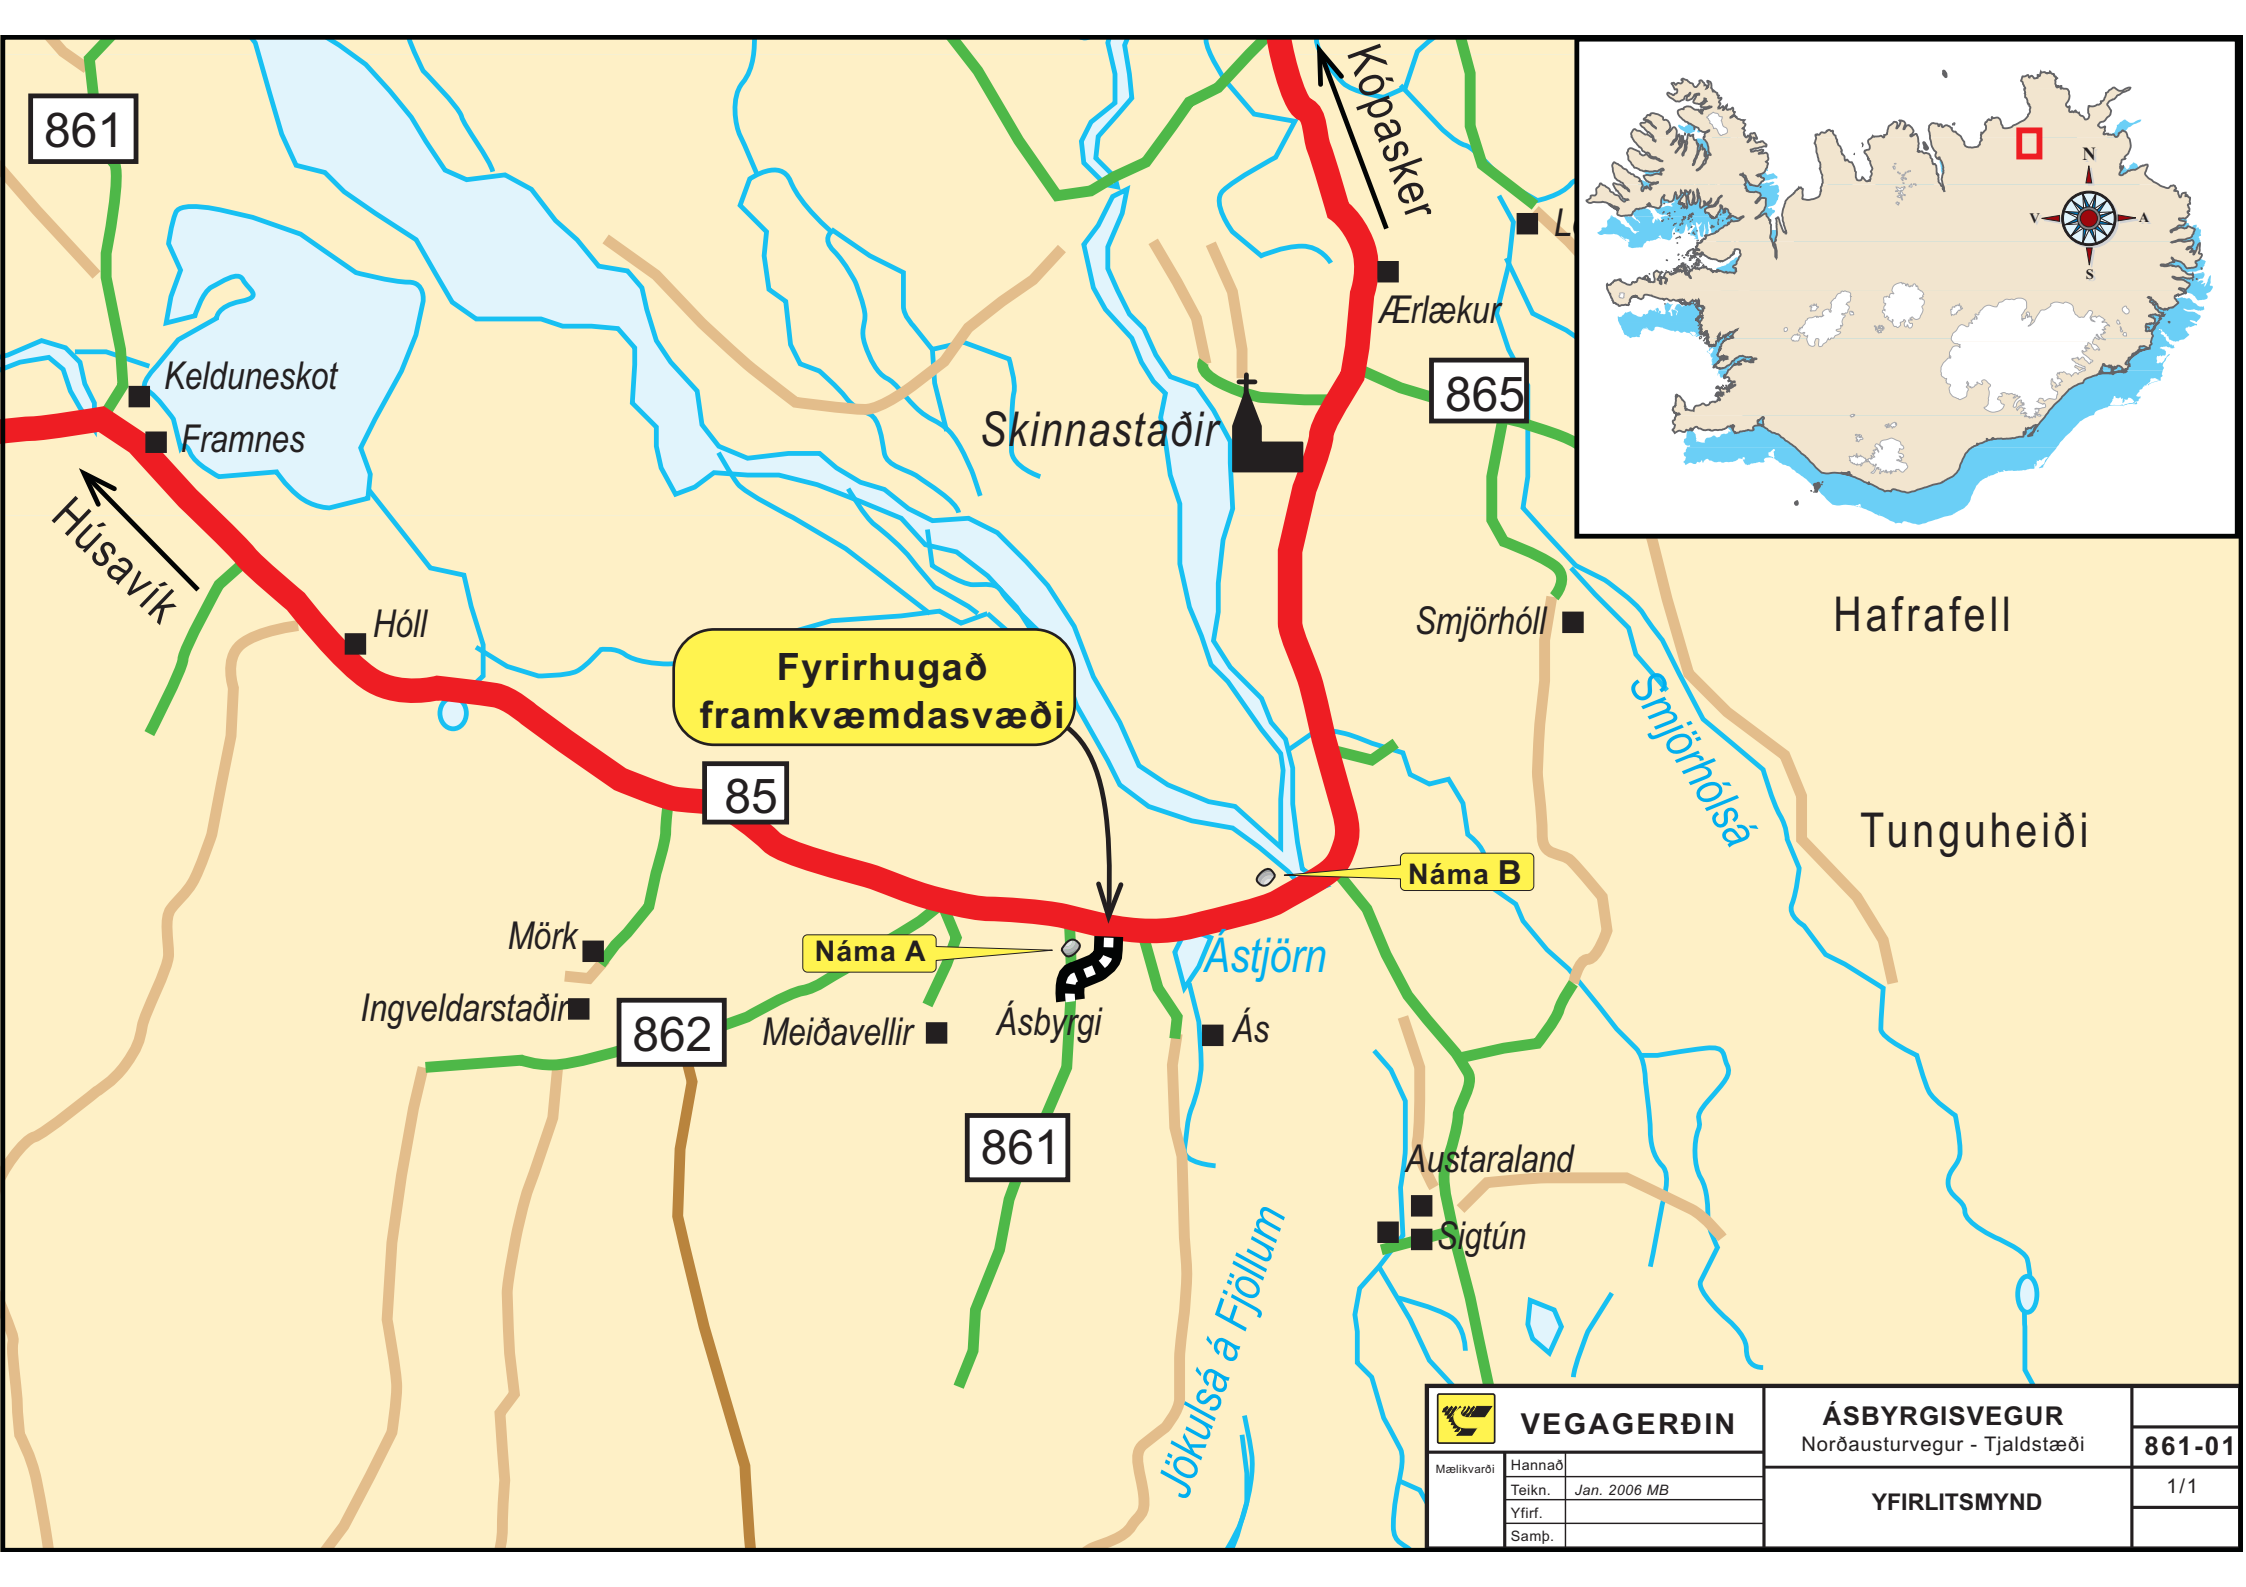 861
Kópasker
N
V
A
S
L
Ærlækur
Kelduneskot
865
Skinnastaðir
Framnes
Húsavík
Hóll
Smjörhóll
Hafrafell
Fyrirhugað
framkvæmdasvæði
Smjörhólsá
85
Tunguheiði
Náma B
Mörk
Náma A
Ástjörn
Ingveldarstaðir
862
Meiðavellir
Ásbyrgi
Ás
861
Austaraland
Sigtún
Jökulsá á Fjöllum
VEGAGERÐIN
ÁSBYRGISVEGUR
Norðausturvegur - Tjaldstæði
861-01
Mælikvarði
Hannað
Teikn. Jan. 2006 MB
Yfirf.
Samþ.
YFIRLITSMYND
1/1